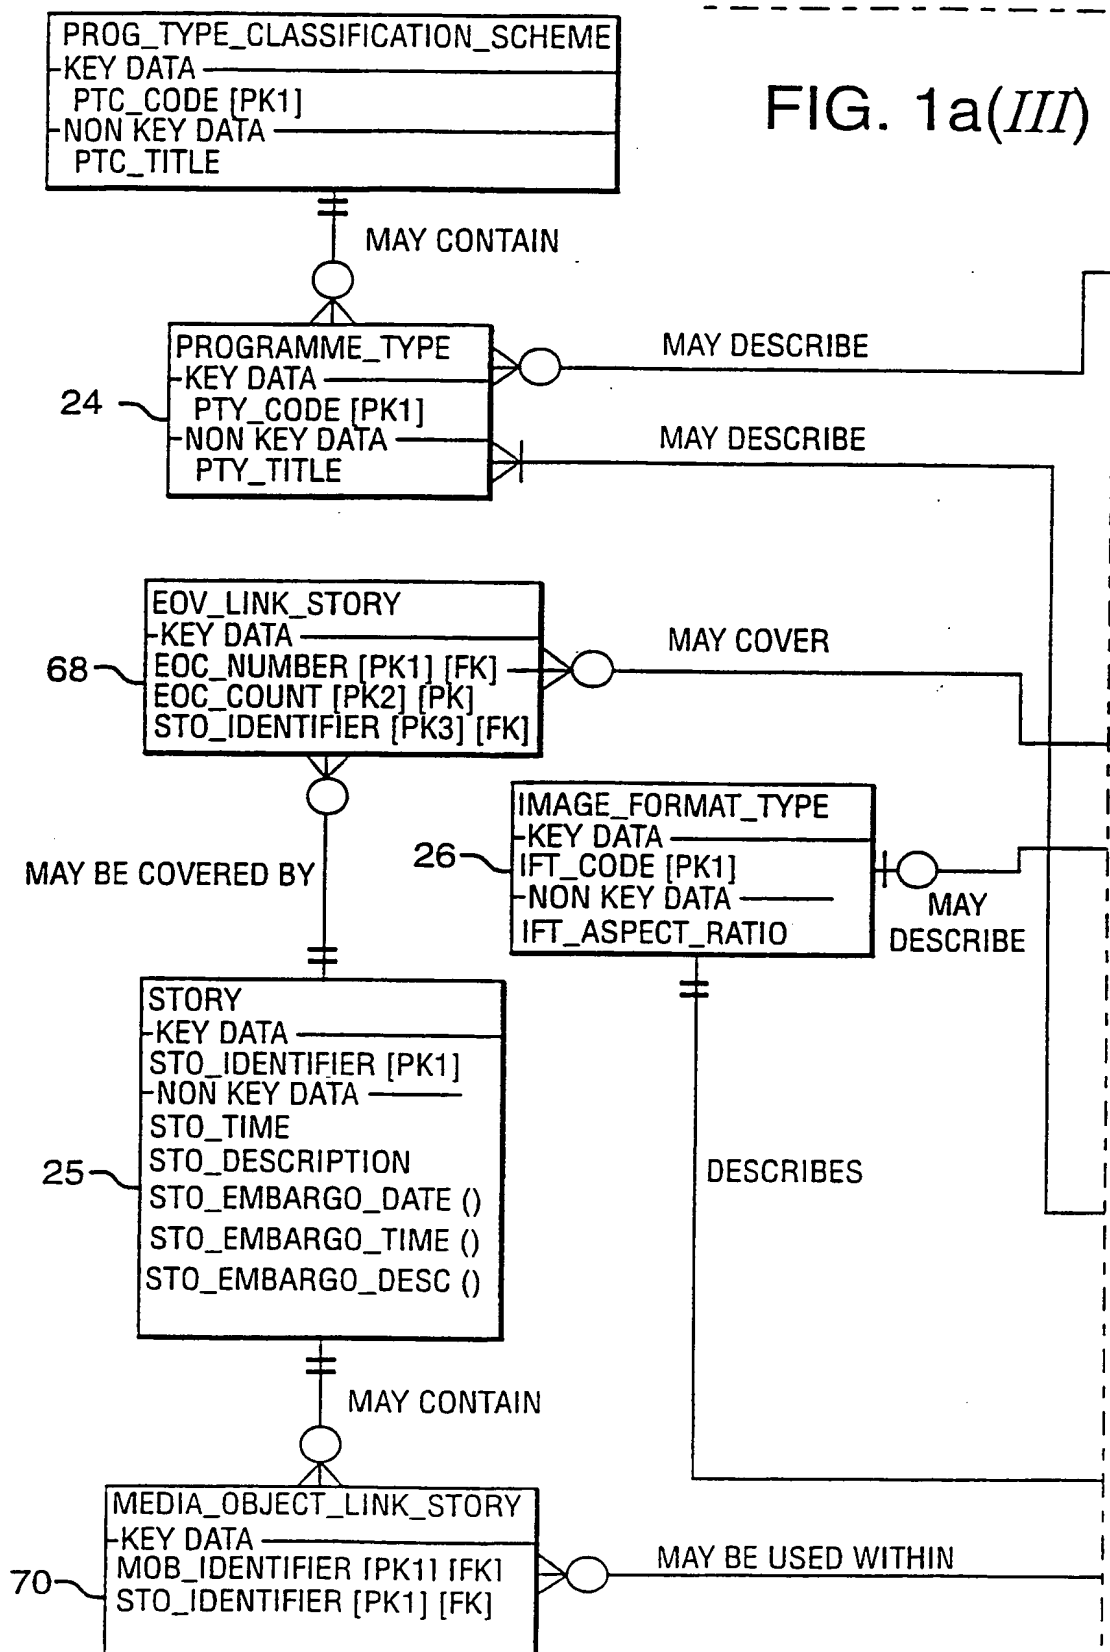 PROG_TYPE_CLASSIFICATION_SCHEME
KEY DATA
PTC_CODE [PK1]
NON KEY DATA
PTC_TITLE
FIG. 1a(III)
MAY CONTAIN
PROGRAMME_TYPE
KEY DATA
PTY_CODE [PK1]
NON KEY DATA
PTY_TITLE
24
MAY DESCRIBE
MAY DESCRIBE
EOV_LINK_STORY
KEY DATA
EOC_NUMBER [PK1] [FK]
EOC_COUNT [PK2] [PK]
STO_IDENTIFIER [PK3] [FK]
68
MAY COVER
MAY BE COVERED BY
IMAGE_FORMAT_TYPE
KEY DATA
IFT_CODE [PK1]
NON KEY DATA
IFT_ASPECT_RATIO
26
MAY
DESCRIBE
STORY
KEY DATA
STO_IDENTIFIER [PK1]
NON KEY DATA
STO_TIME
STO_DESCRIPTION
STO_EMBARGO_DATE ()
STO_EMBARGO_TIME ()
STO_EMBARGO_DESC ()
25
DESCRIBES
MAY CONTAIN
MEDIA_OBJECT_LINK_STORY
KEY DATA
MOB_IDENTIFIER [PK1] [FK]
STO_IDENTIFIER [PK1] [FK]
70
MAY BE USED WITHIN